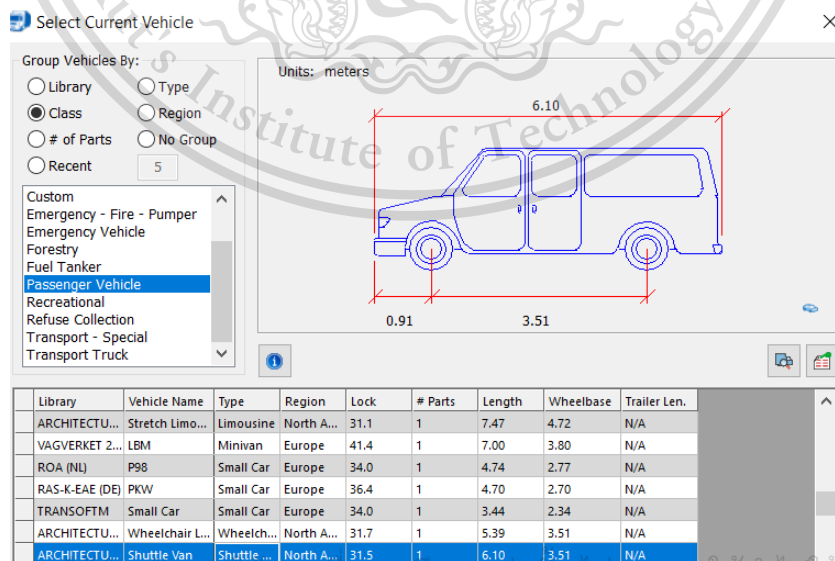 Select Current Vehicle
Group Vehicles By:
Library
Type
Class
Region
# of Parts
No Group
Recent
5
Custom
Emergency - Fire - Pumper
Emergency Vehicle
Forestry
Fuel Tanker
Passenger Vehicle
Recreational
Refuse Collection
Transport - Special
Transport Truck
Units: meters
6.10
0.91 3.51
Institute of Technology
Library Vehicle Name Type Region Lock # Parts Length Wheelbase Trailer Len.
ARCHITECTU... Stretch Limo... Limousine North A... 31.1 1 7.47 4.72 N/A
VAGVERKET 2... LBM Minivan Europe 41.4 1 7.00 3.80 N/A
ROA (NL) P98 Small Car Europe 34.0 1 4.74 2.77 N/A
RAS-K-EAE (DE) PKW Small Car Europe 36.4 1 4.70 2.70 N/A
TRANSOFTM Small Car Small Car Europe 34.0 1 3.44 2.34 N/A
ARCHITECTU... Wheelchair L... Wheelch... North A... 31.7 1 5.39 3.51 N/A
ARCHITECTU... Shuttle Van Shuttle ... North A... 31.5 1 6.10 3.51 N/A